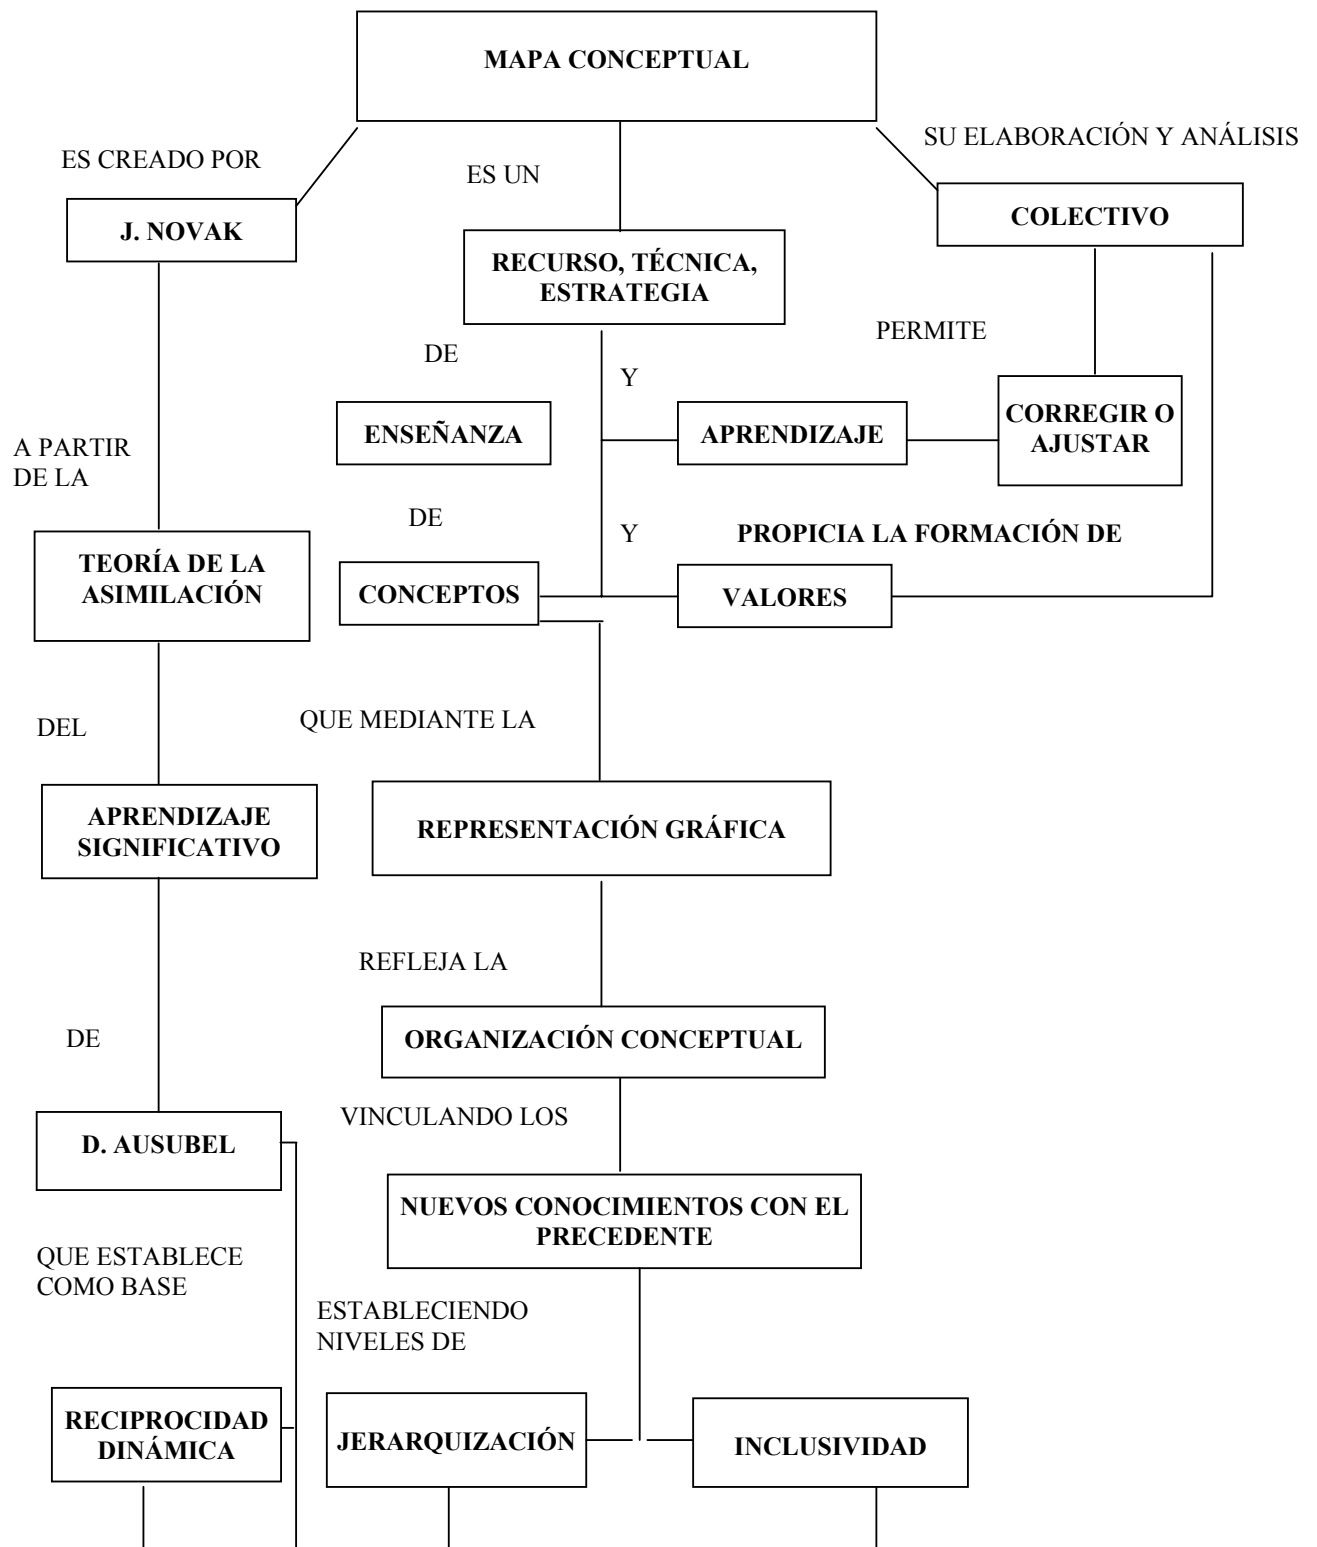 MAPA CONCEPTUAL
ES CREADO POR
ES UN
SU ELABORACIÓN Y ANÁLISIS
J. NOVAK
COLECTIVO
RECURSO, TÉCNICA,
ESTRATEGIA
PERMITE
DE
Y
ENSEÑANZA
APRENDIZAJE
CORREGIR O
AJUSTAR
A PARTIR
DE LA
DE
Y
PROPICIA LA FORMACIÓN DE
TEORÍA DE LA
ASIMILACIÓN
CONCEPTOS
VALORES
DEL
QUE MEDIANTE LA
APRENDIZAJE
SIGNIFICATIVO
REPRESENTACIÓN GRÁFICA
REFLEJA LA
DE
ORGANIZACIÓN CONCEPTUAL
VINCULANDO LOS
D. AUSUBEL
NUEVOS CONOCIMIENTOS CON EL
PRECEDENTE
QUE ESTABLECE
COMO BASE
ESTABLECIENDO
NIVELES DE
RECIPROCIDAD
DINÁMICA
JERARQUIZACIÓN
INCLUSIVIDAD